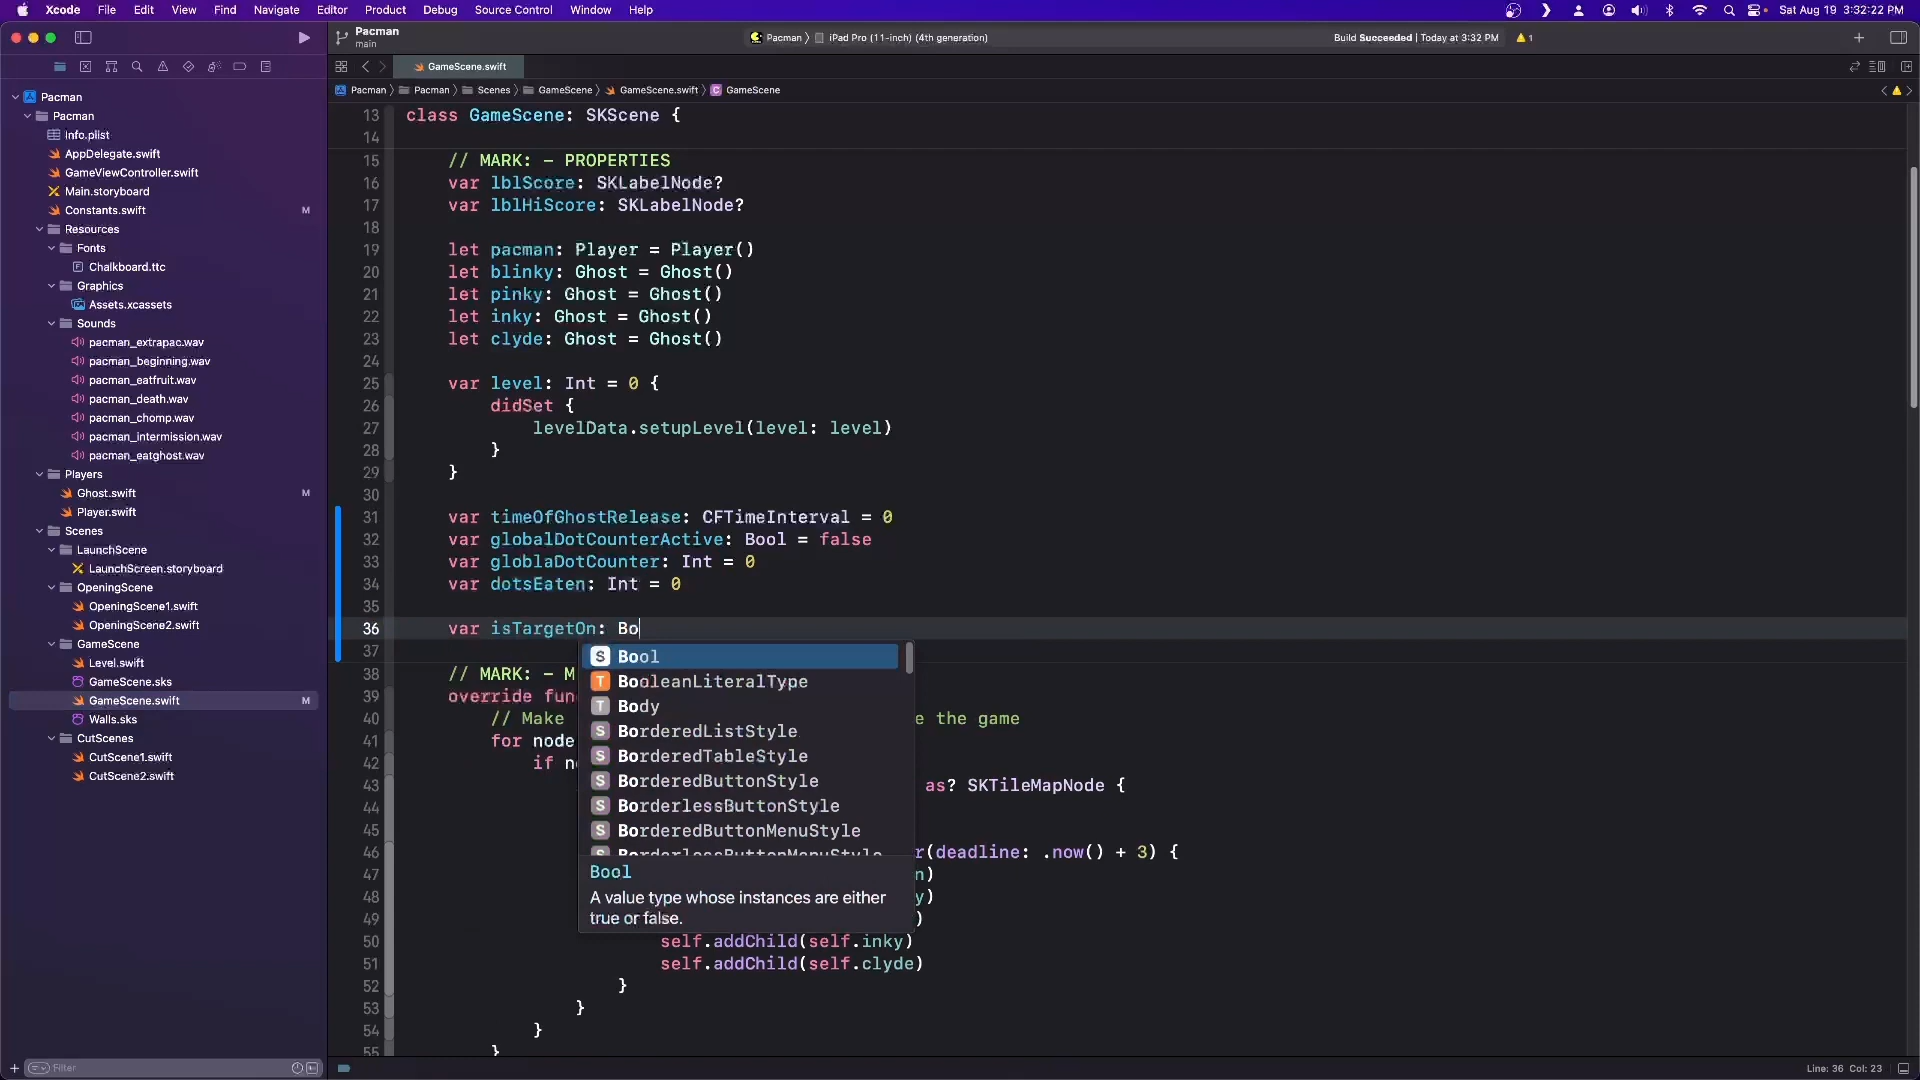 Xcode File Edit View Find Navigate Editor Product Debug Source Control Window Help Sat Aug 19 3:32:22 PM
Pacman
main
Pacman iPad Pro (11-inch) (4th generation)
Build Succeeded | Today at 3:32 PM
1
GameScene.swift
Pacman Pacman Scenes GameScene GameScene.swift C GameScene
Pacman
Pacman
Info.plist
AppDelegate.swift
GameViewController.swift
Main.storyboard
Constants.swift M
Resources
Fonts
Chalkboard.ttc
Graphics
Assets.xcassets
Sounds
pacman_extrapac.wav
pacman_beginning.wav
pacman_eatfruit.wav
pacman_death.wav
pacman_chomp.wav
pacman_intermission.wav
pacman_eatghost.wav
Players
Ghost.swift M
Player.swift
Scenes
LaunchScene
LaunchScreen.storyboard
OpeningScene
OpeningScene1.swift
OpeningScene2.swift
GameScene
Level.swift
GameScene.sks
GameScene.swift M
Walls.sks
CutScenes
CutScene1.swift
CutScene2.swift
Filter
13 class GameScene: SKScene {
14
15 // MARK: - PROPERTIES
16 var lblScore: SKLabelNode?
17 var lblHiScore: SKLabelNode?
18
19 let pacman: Player = Player()
20 let blinky: Ghost = Ghost()
21 let pinky: Ghost = Ghost()
22 let inky: Ghost = Ghost()
23 let clyde: Ghost = Ghost()
24
25 var level: Int = 0 {
26 didSet {
27 levelData.setupLevel(level: level)
28 }
29 }
30
31 var timeOfGhostRelease: CFTimeInterval = 0
32 var globalDotCounterActive: Bool = false
33 var globlaDotCounter: Int = 0
34 var dotsEaten: Int = 0
35
36 var isTargetOn: Bo
37
38 // MARK: - M
39 override fun
40 // Make e the game
41 for node
42 if n
43 as? SKTileMapNode {
44
45
46 r(deadline: .now() + 3) {
47 n)
48 y)
49 )
50 self.addChild(self.inky)
51 self.addChild(self.clyde)
52 }
53 }
54 }
55 }
S Bool
T BooleanLiteralType
T Body
S BorderedListStyle
S BorderedTableStyle
S BorderedButtonStyle
S BorderlessButtonStyle
S BorderedButtonMenuStyle
S BorderlessButtonMenuStyle
Bool
A value type whose instances are either
true or false.
Line: 36 Col: 23